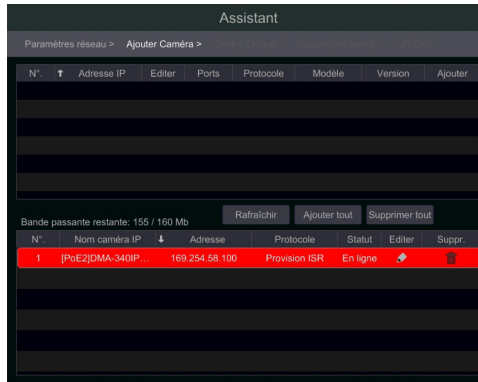 Assistant
Paramètres réseau > Ajouter Caméra >
N°. Adresse IP Editer Ports Protocole Modèle Version Ajouter
Bande passante restante: 155 / 160 Mb Rafraîchir Ajouter tout Supprimer tout
N°. Nom caméra IP Adresse Protocole Statut Editer Suppr.
1 [PoE2]DMA-340IP... 169.254.58.100 Provision ISR En ligne